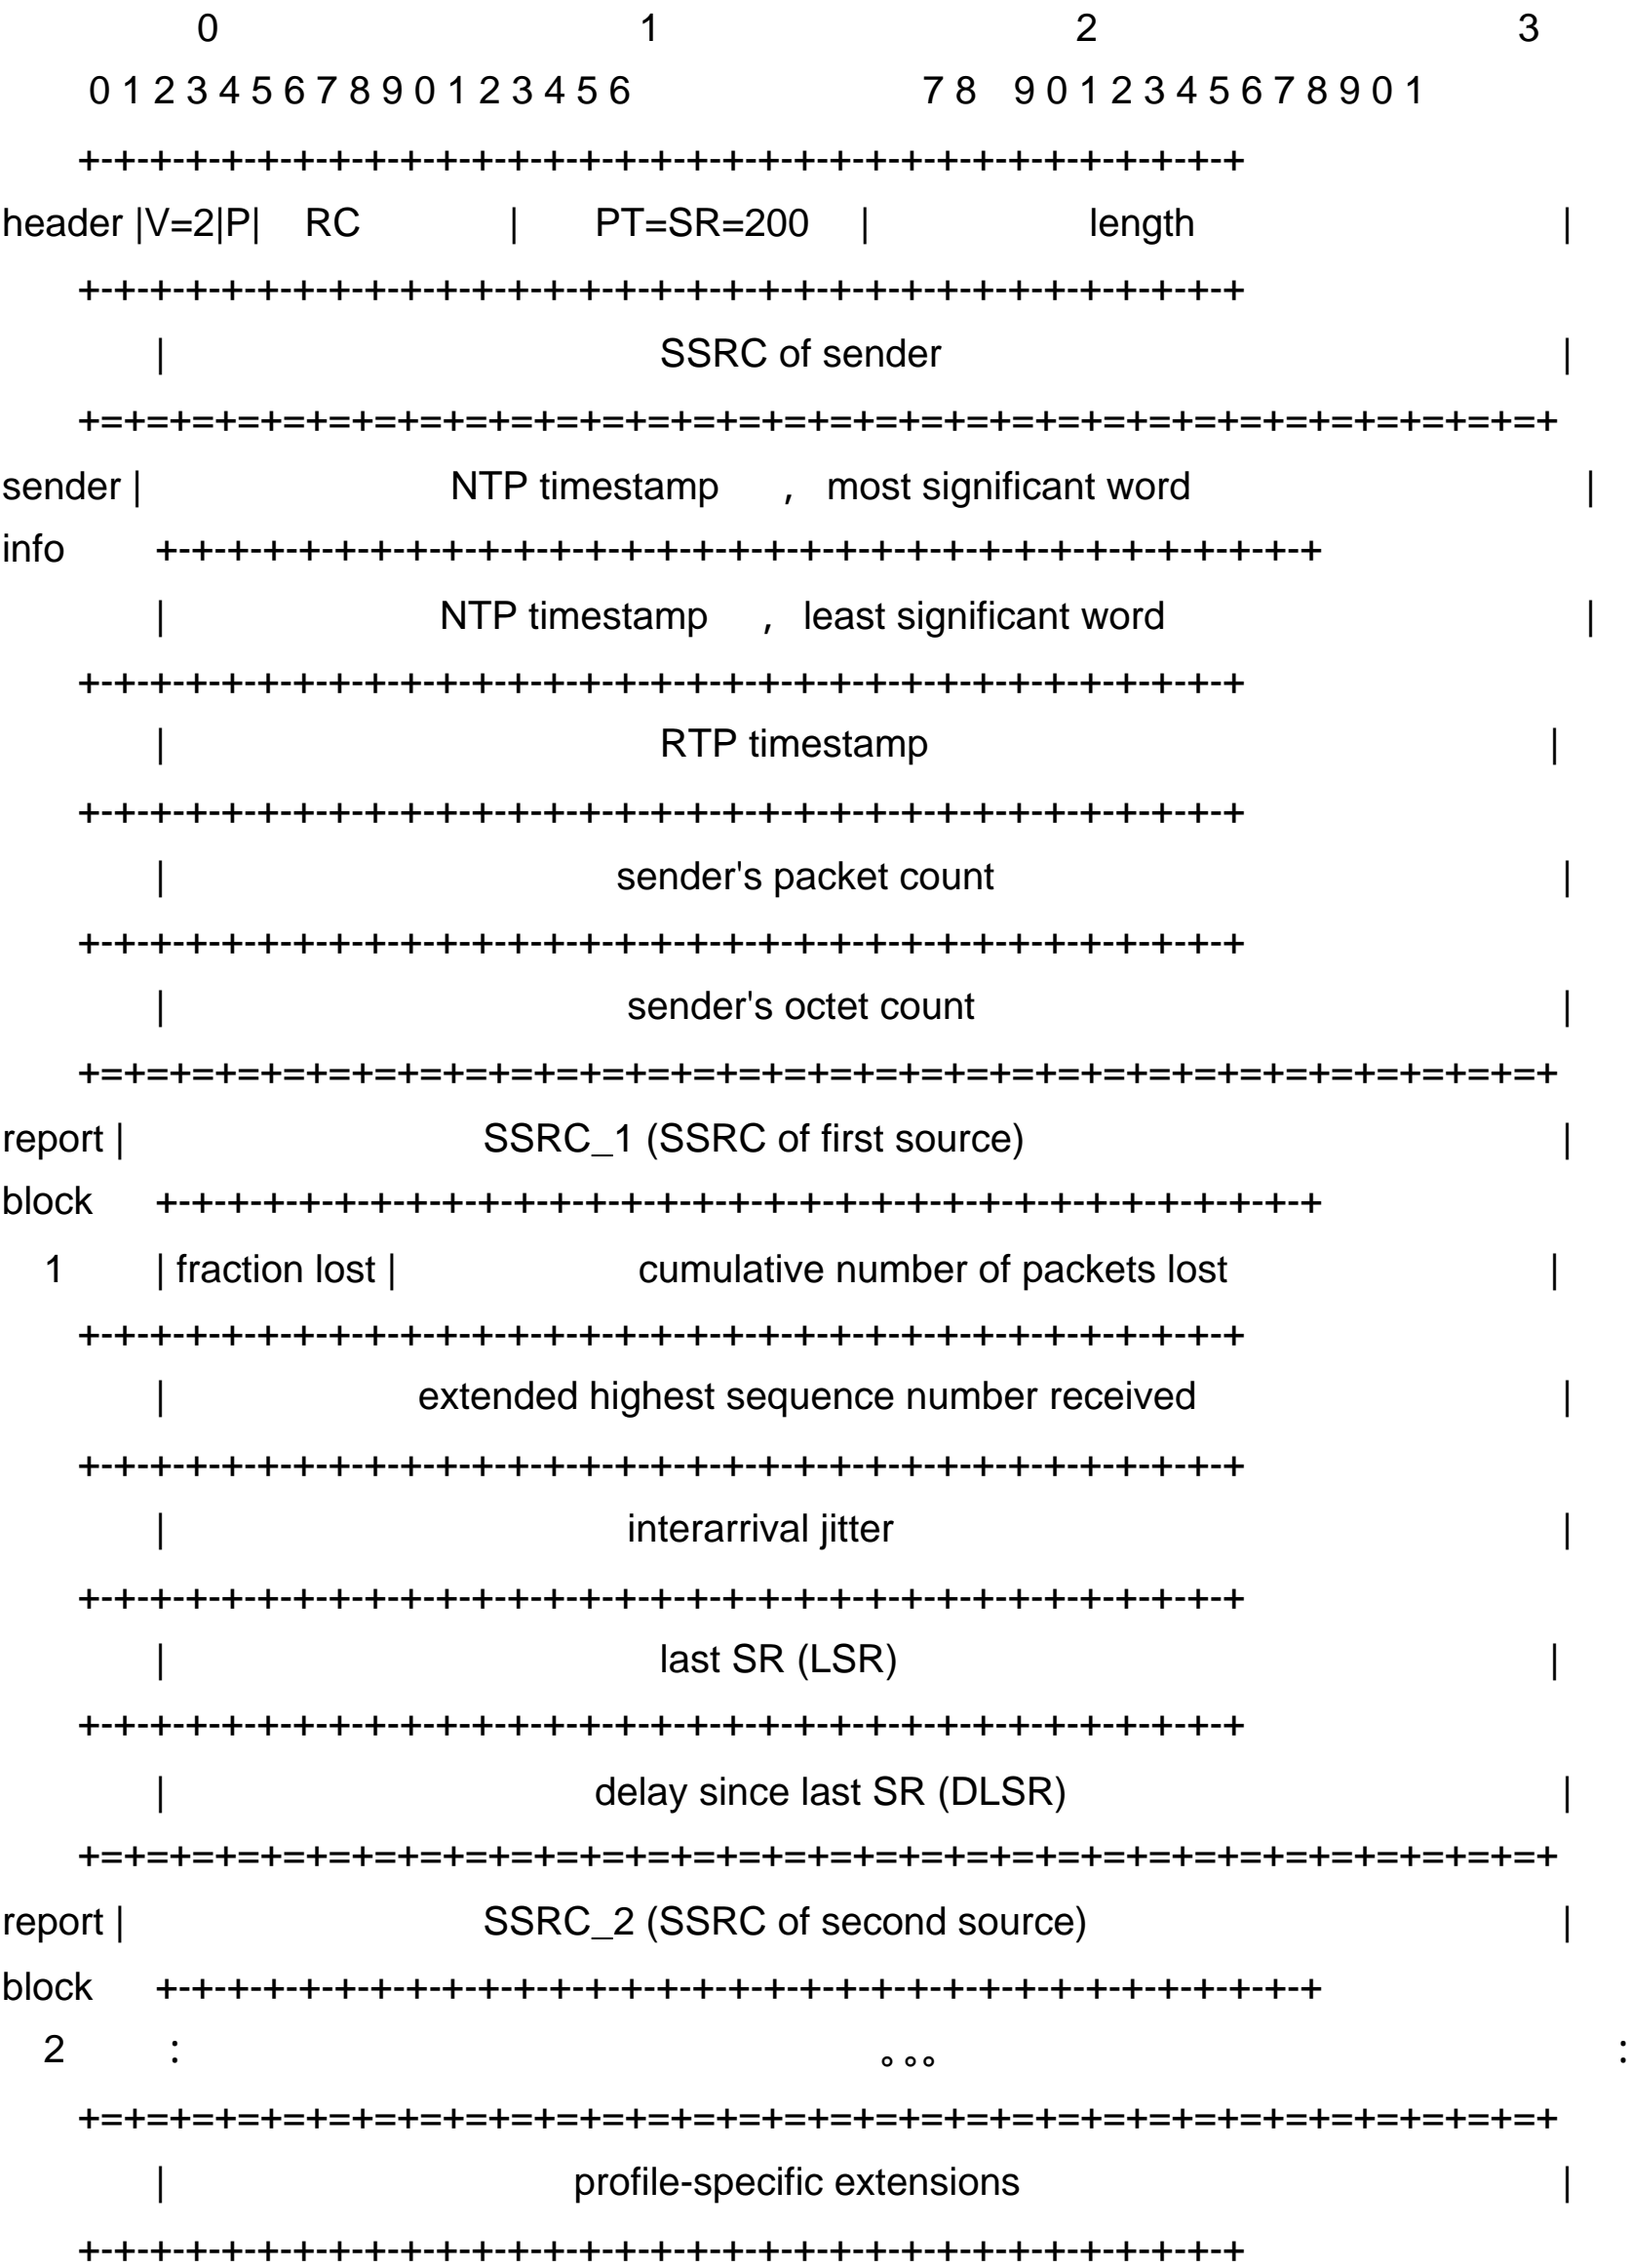 0 1 2 3
0 1 2 3 4 5 6 7 8 9 0 1 2 3 4 5 6 7 8 9 0 1 2 3 4 5 6 7 8 9 0 1
+-+-+-+-+-+-+-+-+-+-+-+-+-+-+-+-+-+-+-+-+-+-+-+-+-+-+-+-+-+-+-+-+
header |V=2|P| RC | PT=SR=200 | length |
+-+-+-+-+-+-+-+-+-+-+-+-+-+-+-+-+-+-+-+-+-+-+-+-+-+-+-+-+-+-+-+-+
| SSRC of sender |
+=+=+=+=+=+=+=+=+=+=+=+=+=+=+=+=+=+=+=+=+=+=+=+=+=+=+=+=+=+=+=+=+
sender | NTP timestamp , most significant word |
info +-+-+-+-+-+-+-+-+-+-+-+-+-+-+-+-+-+-+-+-+-+-+-+-+-+-+-+-+-+-+-+-+
| NTP timestamp , least significant word |
+-+-+-+-+-+-+-+-+-+-+-+-+-+-+-+-+-+-+-+-+-+-+-+-+-+-+-+-+-+-+-+-+
| RTP timestamp |
+-+-+-+-+-+-+-+-+-+-+-+-+-+-+-+-+-+-+-+-+-+-+-+-+-+-+-+-+-+-+-+-+
| sender's packet count |
+-+-+-+-+-+-+-+-+-+-+-+-+-+-+-+-+-+-+-+-+-+-+-+-+-+-+-+-+-+-+-+-+
| sender's octet count |
+=+=+=+=+=+=+=+=+=+=+=+=+=+=+=+=+=+=+=+=+=+=+=+=+=+=+=+=+=+=+=+=+
report | SSRC_1 (SSRC of first source) |
block +-+-+-+-+-+-+-+-+-+-+-+-+-+-+-+-+-+-+-+-+-+-+-+-+-+-+-+-+-+-+-+-+
1 | fraction lost | cumulative number of packets lost |
+-+-+-+-+-+-+-+-+-+-+-+-+-+-+-+-+-+-+-+-+-+-+-+-+-+-+-+-+-+-+-+-+
| extended highest sequence number received |
+-+-+-+-+-+-+-+-+-+-+-+-+-+-+-+-+-+-+-+-+-+-+-+-+-+-+-+-+-+-+-+-+
| interarrival jitter |
+-+-+-+-+-+-+-+-+-+-+-+-+-+-+-+-+-+-+-+-+-+-+-+-+-+-+-+-+-+-+-+-+
| last SR (LSR) |
+-+-+-+-+-+-+-+-+-+-+-+-+-+-+-+-+-+-+-+-+-+-+-+-+-+-+-+-+-+-+-+-+
| delay since last SR (DLSR) |
+=+=+=+=+=+=+=+=+=+=+=+=+=+=+=+=+=+=+=+=+=+=+=+=+=+=+=+=+=+=+=+=+
report | SSRC_2 (SSRC of second source) |
block +-+-+-+-+-+-+-+-+-+-+-+-+-+-+-+-+-+-+-+-+-+-+-+-+-+-+-+-+-+-+-+-+
2 : 。。。 :
+=+=+=+=+=+=+=+=+=+=+=+=+=+=+=+=+=+=+=+=+=+=+=+=+=+=+=+=+=+=+=+=+
| profile-specific extensions |
+-+-+-+-+-+-+-+-+-+-+-+-+-+-+-+-+-+-+-+-+-+-+-+-+-+-+-+-+-+-+-+-+